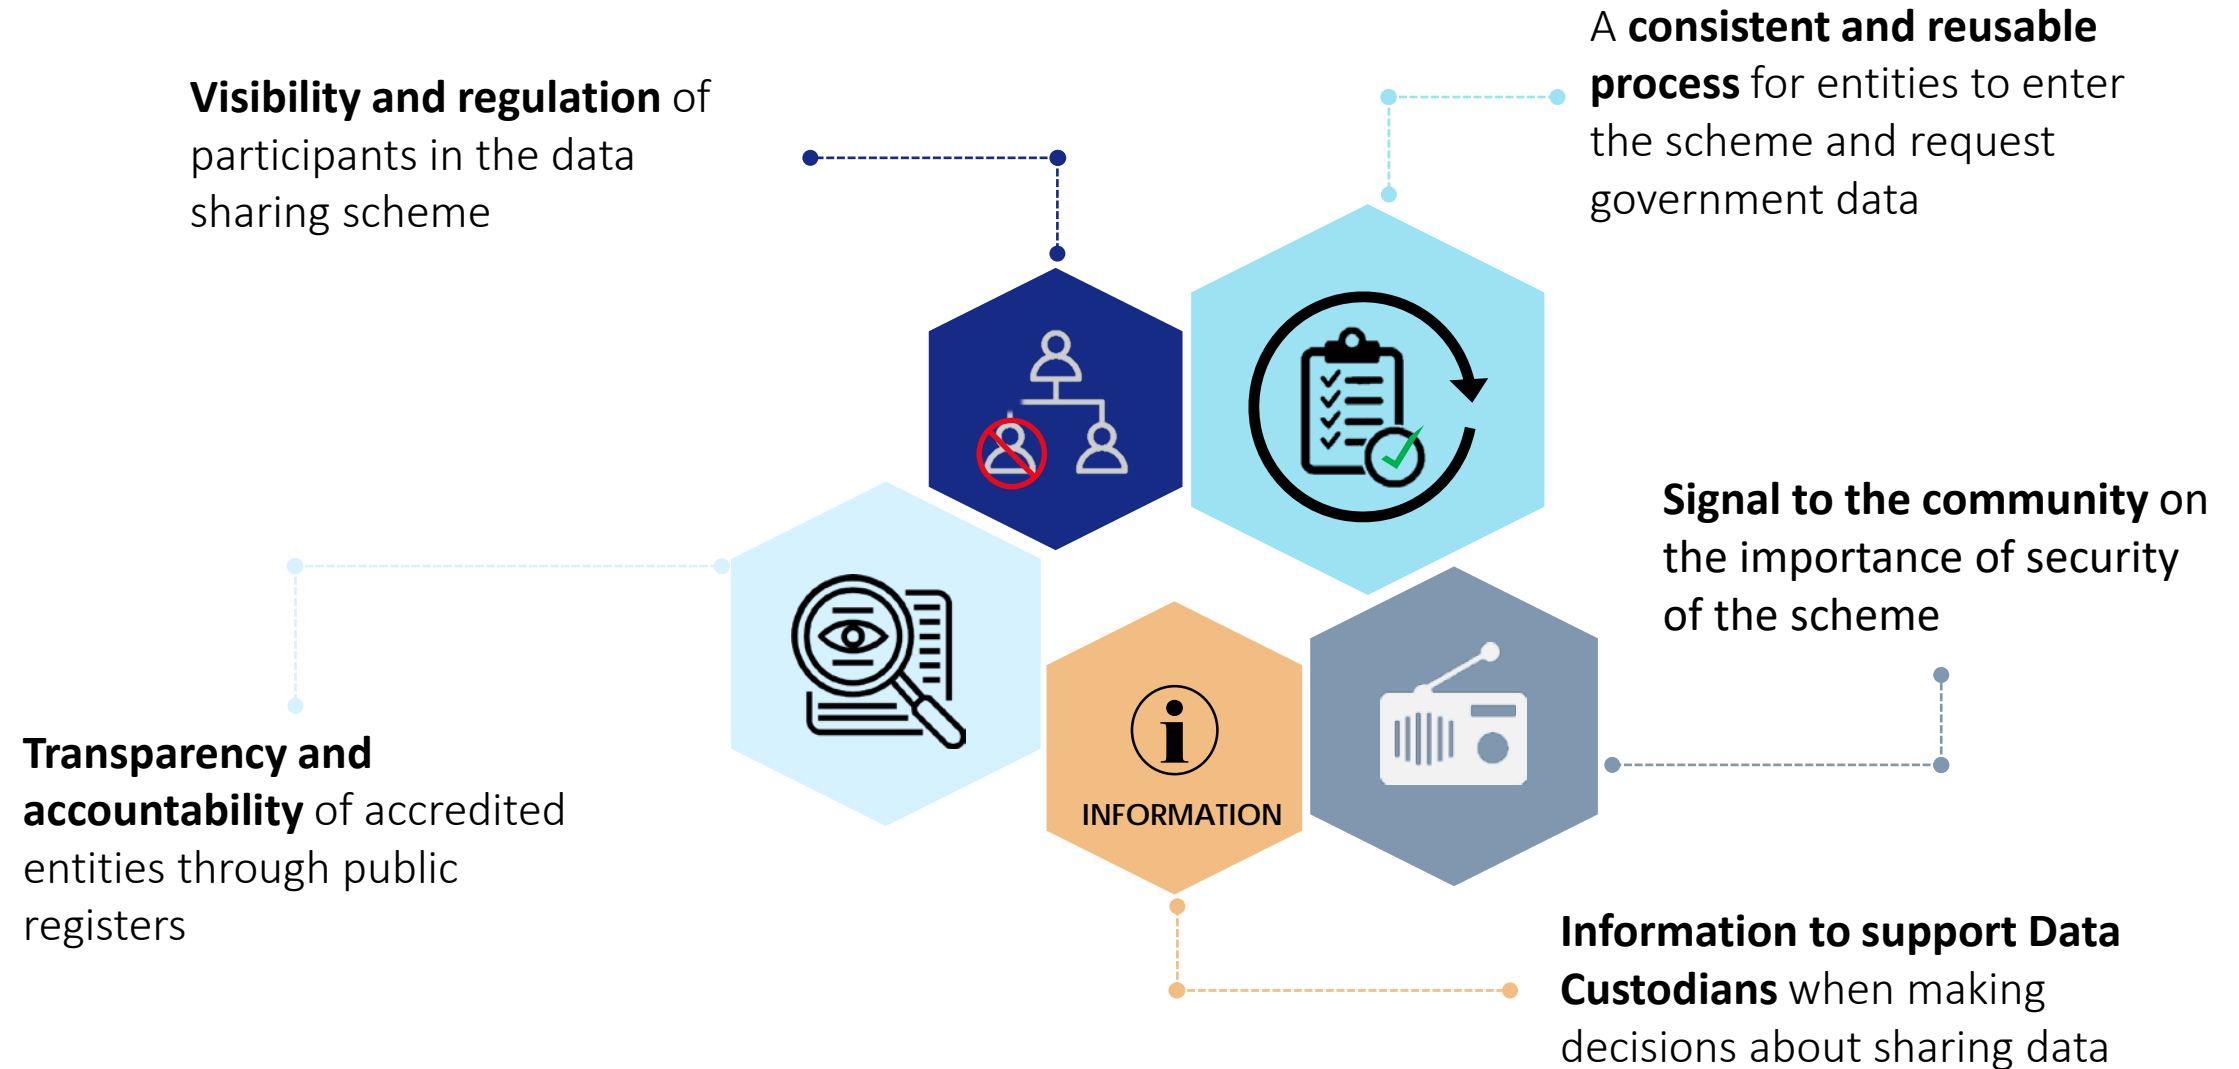 Visibility and regulation of
participants in the data
sharing scheme
A consistent and reusable
process for entities to enter
the scheme and request
government data
Signal to the community on
the importance of security
of the scheme
Transparency and
accountability of accredited
entities through public
registers
INFORMATION
Information to support Data
Custodians when making
decisions about sharing data